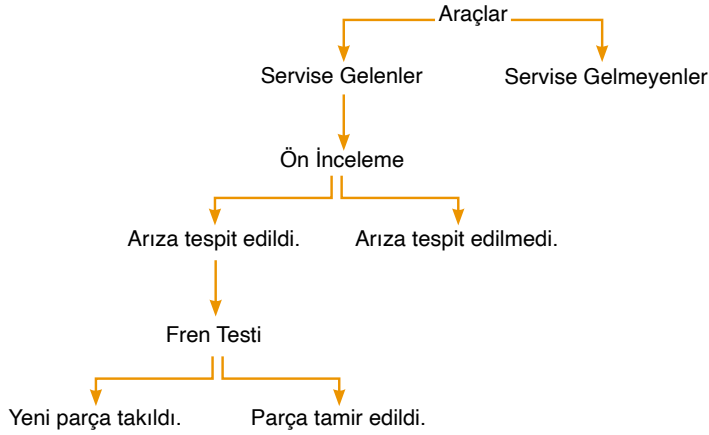 Araçlar
Servise Gelenler
Servise Gelmeyenler
Ön İnceleme
Arıza tespit edildi.
Arıza tespit edilmedi.
Fren Testi
Yeni parça takıldı.
Parça tamir edildi.